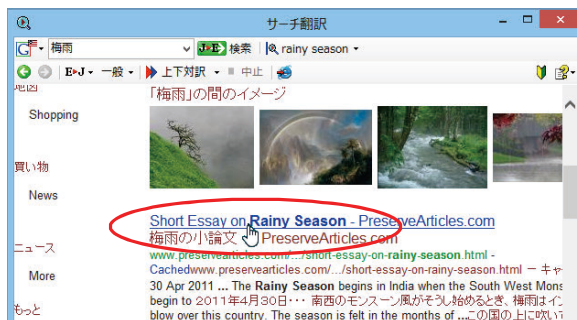 サーチ翻訳
梅雨 J▸E 検索 rainy season
E▸J 一般 上下対訳 中止
地図 「梅雨」の間のイメージ
Shopping
買い物
News
Short Essay on Rainy Season - PreserveArticles.com
梅雨の小論文 PreserveArticles.com
ニュース
www.preservearticles.com/.../short-essay-on-rainy-season.html -
More
Cachedwww.preservearticles.com/.../short-essay-on-rainy-season.html ー キャ
30 Apr 2011 ... The Rainy Season begins in India when the South West Mons
もっと
begin to 2011年4月30日・・・ 南西のモンスーン風がそうし始めるとき、梅雨はイン
blow over this country. The season is felt in the months of ...この国の上に吹い